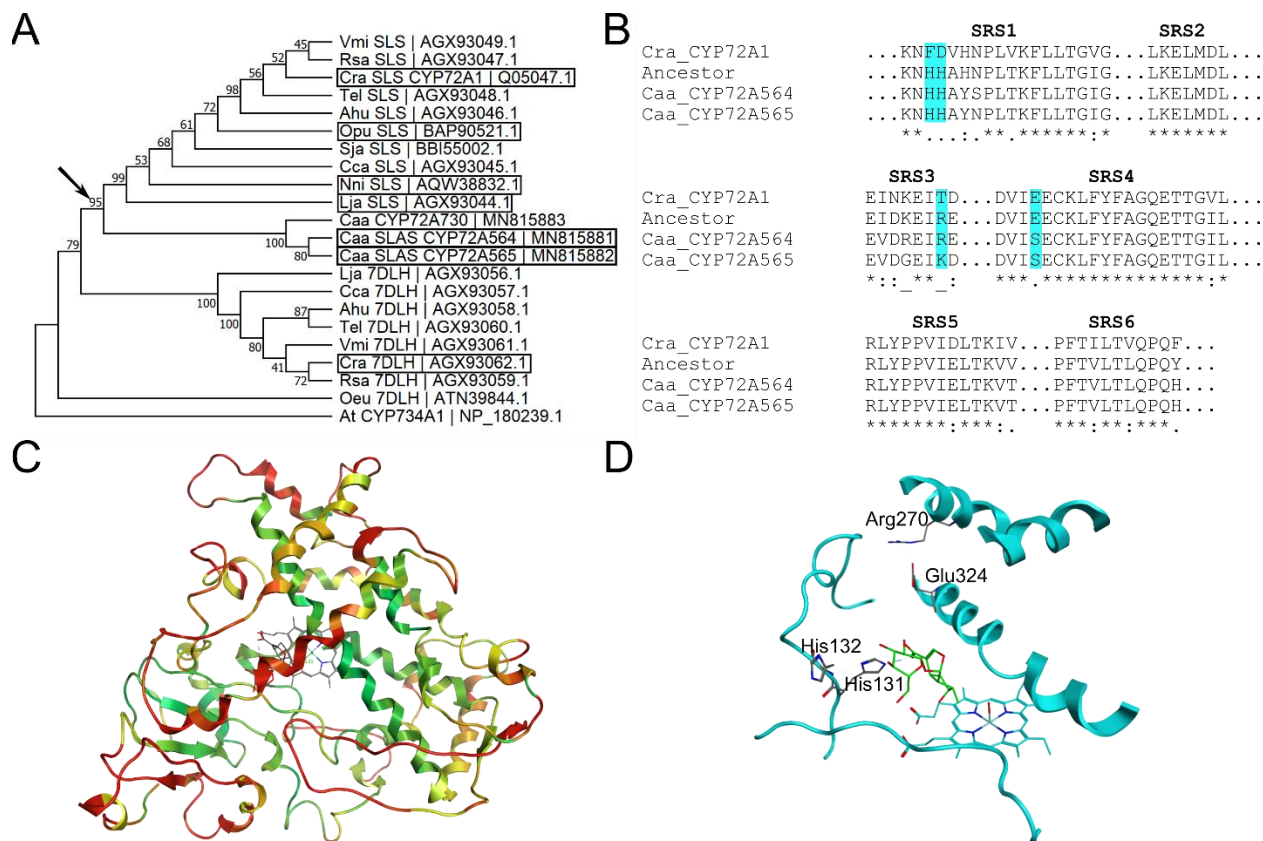 A
Vmi SLS | AGX93049.1
Rsa SLS | AGX93047.1
Cra SLS CYP72A1 | Q05047.1
Tel SLS | AGX93048.1
Ahu SLS | AGX93046.1
Opu SLS | BAP90521.1
Sja SLS | BBI55002.1
Cca SLS | AGX93045.1
Nni SLS | AQW38832.1
Lja SLS | AGX93044.1
Caa CYP72A730 | MN815883
Caa SLAS CYP72A564 | MN815881
Caa SLAS CYP72A565 | MN815882
Lja 7DLH | AGX93056.1
Cca 7DLH | AGX93057.1
Ahu 7DLH | AGX93058.1
Tel 7DLH | AGX93060.1
Vmi 7DLH | AGX93061.1
Cra 7DLH | AGX93062.1
Rsa 7DLH | AGX93059.1
Oeu 7DLH | ATN39844.1
At CYP734A1 | NP_180239.1
45
52
56
98
72
61
68
53
99
95
79
100
80
100
100
87
80
41
72
B
SRS1 SRS2
Cra_CYP72A1 ...KNFDVHNPLVKFLLTGVG...LKELMDL...
Ancestor ...KNHHAHNPLTKFLLTGIG...LKELMDL...
Caa_CYP72A564 ...KNHHAYSPLTKFLLTGIG...LKELMDL...
Caa_CYP72A565 ...KNHHAYNPLTKFLLTGIG...LKELMDL...
**...:.**.******:* *******
SRS3 SRS4
Cra_CYP72A1 EINKEITD...DVIEECKLFYFAGQETTGVL...
Ancestor EIDKEIRE...DVIEECKLFYFAGQETTGIL...
Caa_CYP72A564 EVDREIRE...DVISECKLFYFAGQETTGIL...
Caa_CYP72A565 EVDGEIKD...DVISECKLFYFAGQETTGIL...
*::_**_: ***.**************:*
SRS5 SRS6
Cra_CYP72A1 RLYPPVIDLTKIV...PFTILTVQPQF...
Ancestor RLYPPVIELTKVV...PFTVLTLQPQY...
Caa_CYP72A564 RLYPPVIELTKVT...PFTVLTLQPQH...
Caa_CYP72A565 RLYPPVIELTKVT...PFTVLTLQPQH...
*******:***:. ***:**:***.
C
D
Arg270
Glu324
His132
His131